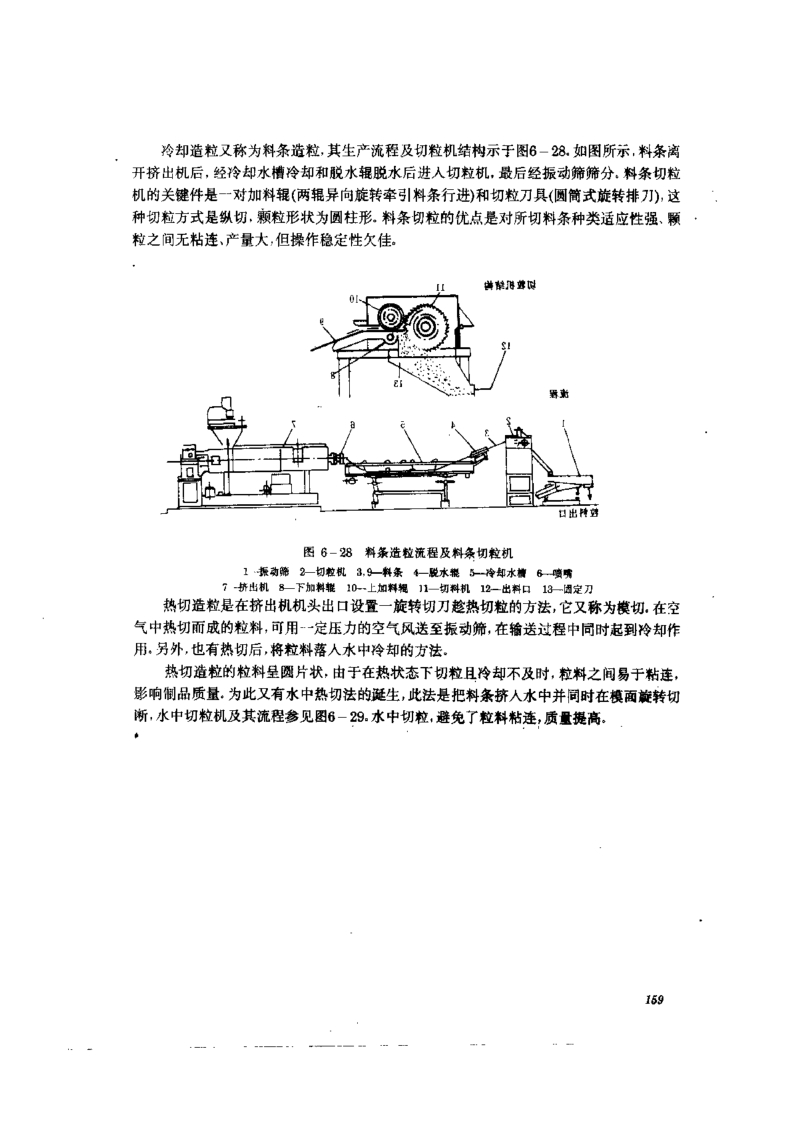 冷却造粒又称为料条造粒，其生产流程及切粒机结构示于图6－28。如图所示，料条离
开挤出机后，经冷却水槽冷却和脱水辊脱水后进入切粒机，最后经振动筛筛分。料条切粒
机的关键件是一对加料辊(两辊异向旋转牵引料条行进)和切粒刀具(圆筒式旋转排刀)，这
种切粒方式是纵切，颗粒形状为圆柱形。料条切粒的优点是对所切料条种类适应性强、颗
粒之间无粘连、产量大，但操作稳定性欠佳。
切粒机结构
11
10
9
12
8
13
流程
7
6
5
4
3
2
1
出口
图 6－28 料条造粒流程及料条切粒机
1—振动筛 2—切粒机 3,9—料条 4—脱水辊 5—冷却水槽 6—喷嘴
7—挤出机 8—下加料辊 10—上加料辊 11—切料机 12—出料口 13—固定刀
热切造粒是在挤出机机头出口设置一旋转切刀趁热切粒的方法，它又称为模切。在空
气中热切而成的粒料，可用一定压力的空气风送至振动筛，在输送过程中同时起到冷却作
用。另外，也有热切后，将粒料落入水中冷却的方法。
热切造粒的粒料呈圆片状，由于在热状态下切粒且冷却不及时，粒料之间易于粘连，
影响制品质量。为此又有水中热切法的诞生，此法是把料条挤入水中并同时在模面旋转切
断，水中切粒机及其流程参见图6－29。水中切粒，避免了粒料粘连，质量提高。
159